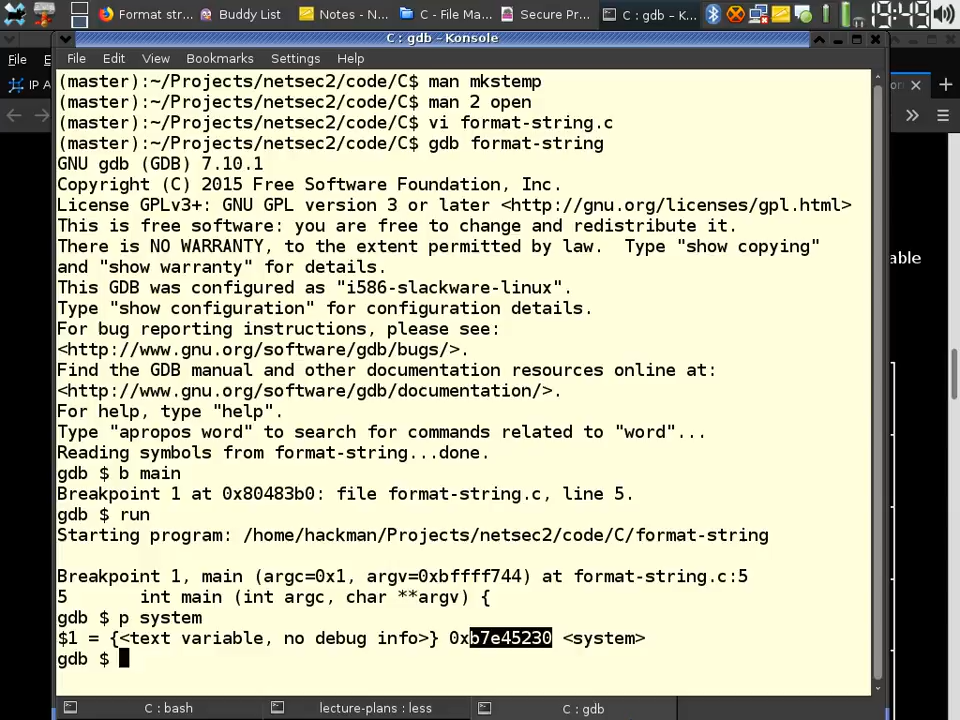 Format str...
Buddy List
Notes - N...
C - File Ma...
Secure Pr...
C : gdb – K...
19:49
C : gdb – Konsole
File Edit View Bookmarks Settings Help
File
IP A
able
(master):~/Projects/netsec2/code/C$ man mkstemp
(master):~/Projects/netsec2/code/C$ man 2 open
(master):~/Projects/netsec2/code/C$ vi format-string.c
(master):~/Projects/netsec2/code/C$ gdb format-string
GNU gdb (GDB) 7.10.1
Copyright (C) 2015 Free Software Foundation, Inc.
License GPLv3+: GNU GPL version 3 or later <http://gnu.org/licenses/gpl.html>
This is free software: you are free to change and redistribute it.
There is NO WARRANTY, to the extent permitted by law.  Type "show copying"
and "show warranty" for details.
This GDB was configured as "i586-slackware-linux".
Type "show configuration" for configuration details.
For bug reporting instructions, please see:
<http://www.gnu.org/software/gdb/bugs/>.
Find the GDB manual and other documentation resources online at:
<http://www.gnu.org/software/gdb/documentation/>.
For help, type "help".
Type "apropos word" to search for commands related to "word"...
Reading symbols from format-string...done.
gdb $ b main
Breakpoint 1 at 0x80483b0: file format-string.c, line 5.
gdb $ run
Starting program: /home/hackman/Projects/netsec2/code/C/format-string
Breakpoint 1, main (argc=0x1, argv=0xbffff744) at format-string.c:5
5       int main (int argc, char **argv) {
gdb $ p system
$1 = {<text variable, no debug info>} 0xb7e45230 <system>
gdb $
C : bash
lecture-plans : less
C : gdb